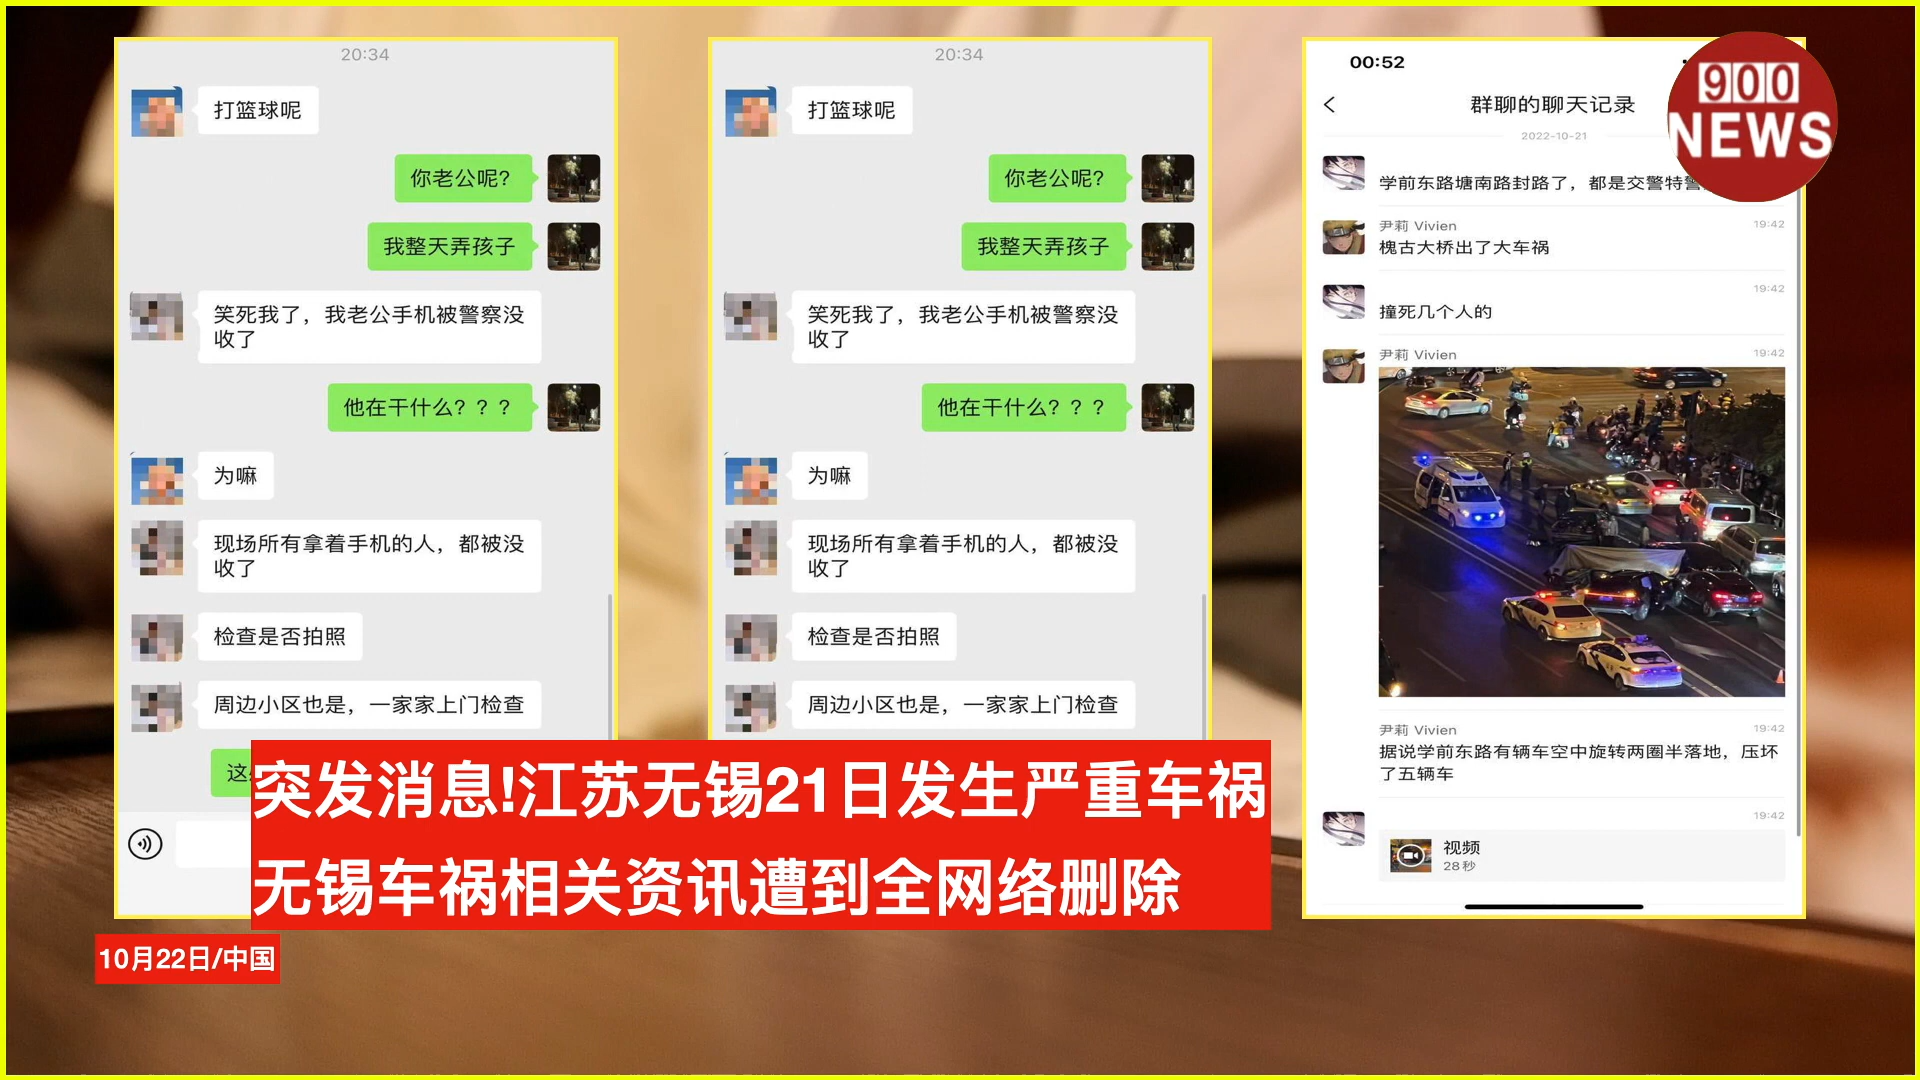 20:34
打篮球呢
你老公呢?
我整天弄孩子
笑死我了，我老公手机被警察没
收了
他在干什么？？？
为嘛
现场所有拿着手机的人，都被没
收了
检查是否拍照
周边小区也是，一家家上门检查
这
20:34
打篮球呢
你老公呢?
我整天弄孩子
笑死我了，我老公手机被警察没
收了
他在干什么？？？
为嘛
现场所有拿着手机的人，都被没
收了
检查是否拍照
周边小区也是，一家家上门检查
00:52
群聊的聊天记录
2022-10-21
学前东路塘南路封路了，都是交警特警
尹莉 Vivien 19:42
槐古大桥出了大车祸
19:42
撞死几个人的
尹莉 Vivien 19:42
尹莉 Vivien 19:42
据说学前东路有辆车空中旋转两圈半落地，压坏
了五辆车
19:42
视频
28秒
900
NEWS
突发消息!江苏无锡21日发生严重车祸
无锡车祸相关资讯遭到全网络删除
10月22日/中国